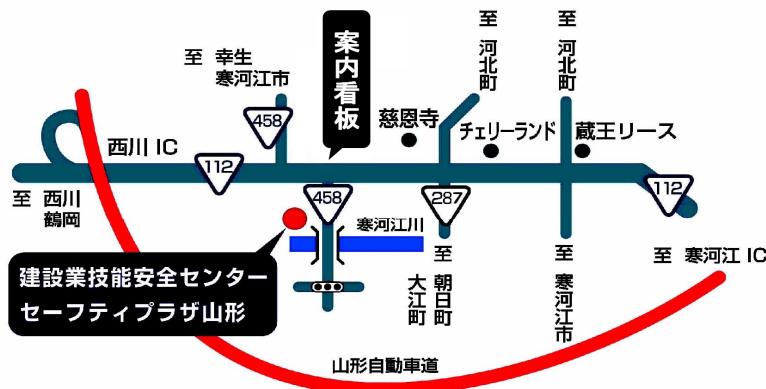 至 幸生
寒河江市
458
案内看板
至 河北町
至 河北町
慈恩寺
チェリーランド
蔵王リース
西川 IC
112
至 西川
鶴岡
458
寒河江川
287
112
至 朝日町
大江町
至 寒河江市
至 寒河江 IC
建設業技能安全センター
セーフティプラザ山形
山形自動車道